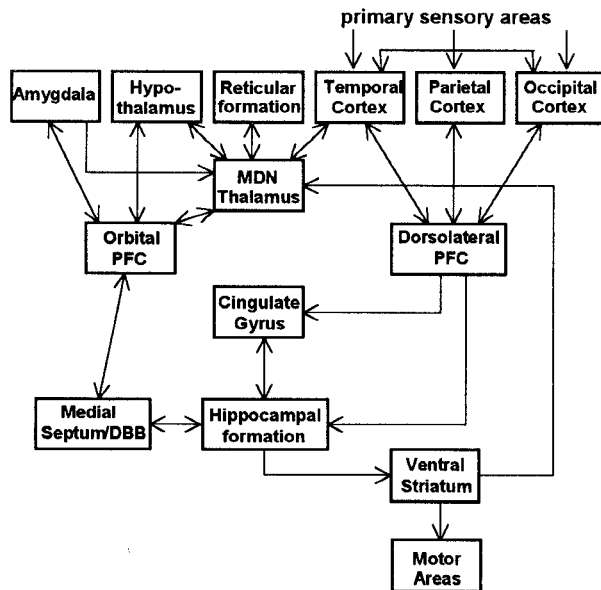 primary sensory areas
Amygdala
Hypo-
thalamus
Reticular
formation
Temporal
Cortex
Parietal
Cortex
Occipital
Cortex
MDN
Thalamus
Orbital
PFC
Dorsolateral
PFC
Cingulate
Gyrus
Medial
Septum/DBB
Hippocampal
formation
Ventral
Striatum
Motor
Areas